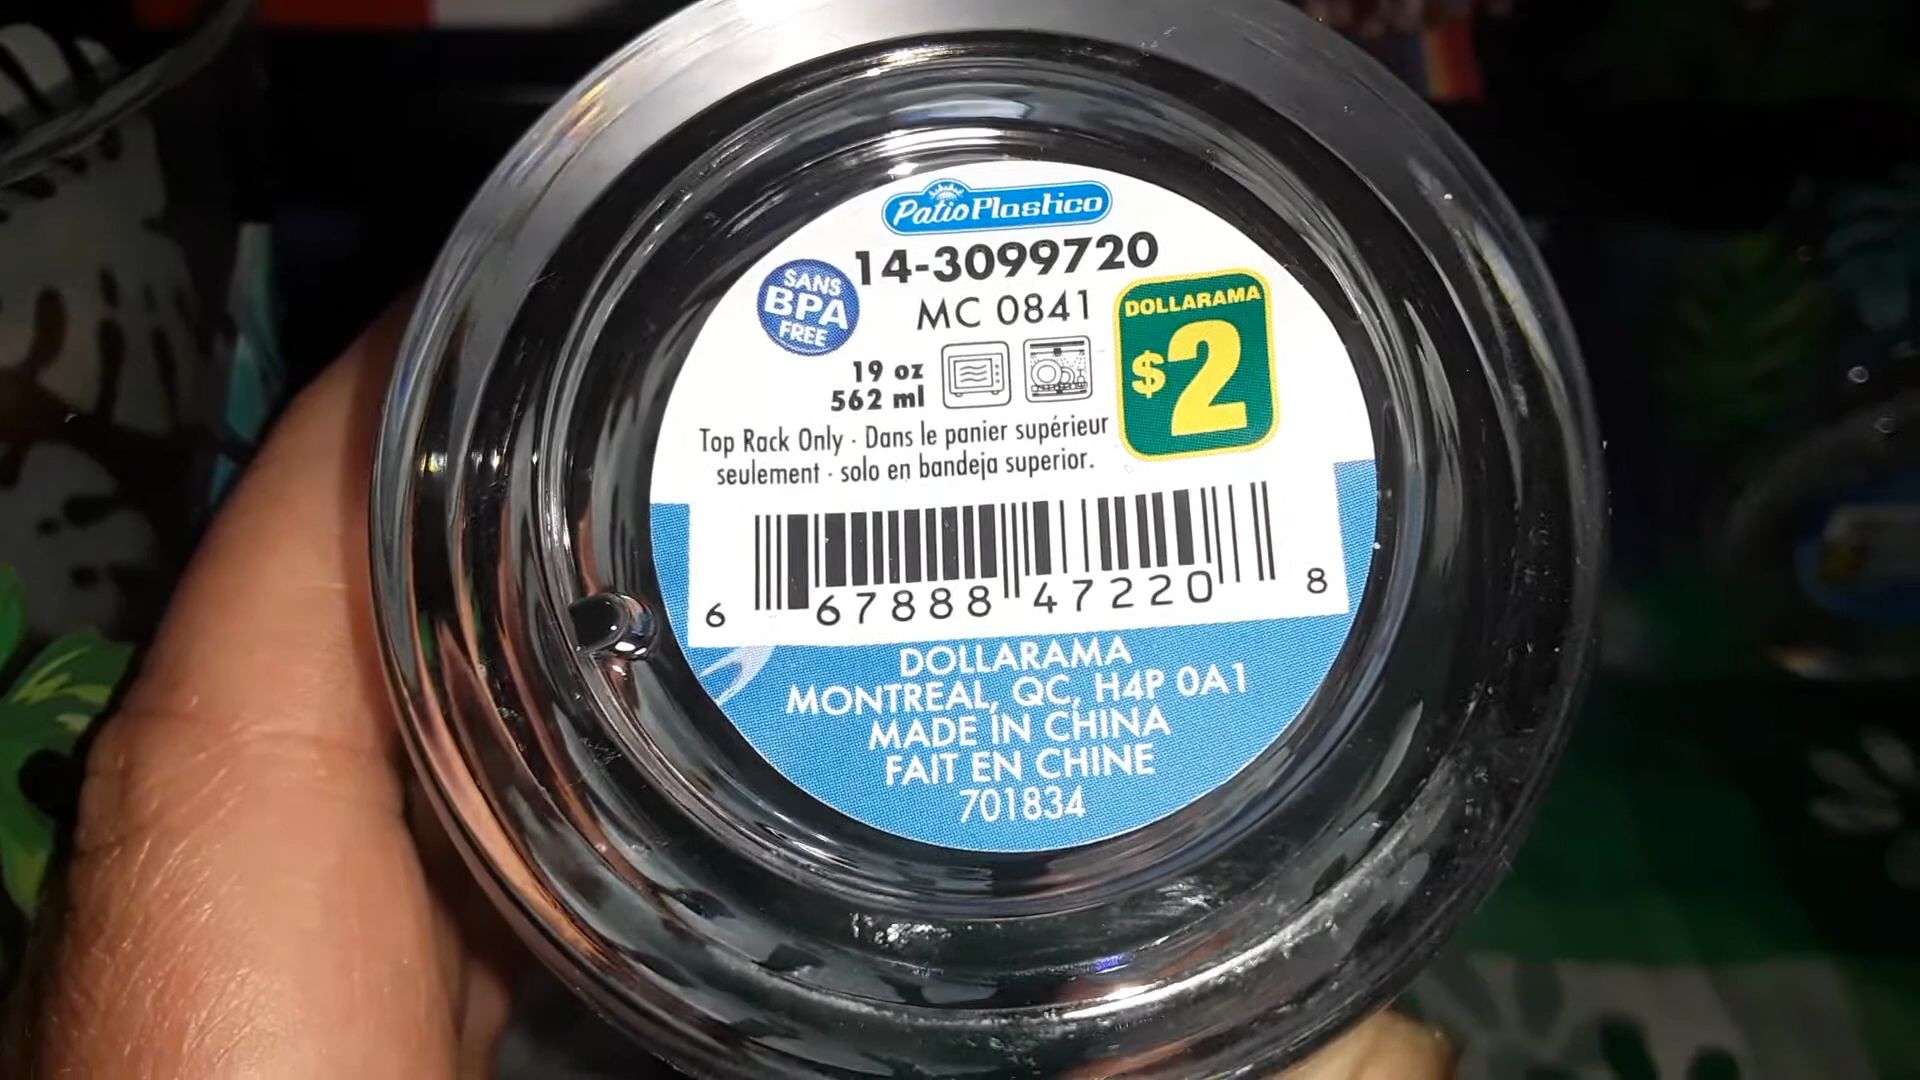 Patio Plastico
14-3099720
SANS
BPA
FREE
MC 0841
DOLLARAMA
$2
19 oz
562 ml
Top Rack Only · Dans le panier supérieur
seulement · solo en bandeja superior.
6 67888 47220 8
DOLLARAMA
MONTREAL, QC, H4P 0A1
MADE IN CHINA
FAIT EN CHINE
701834